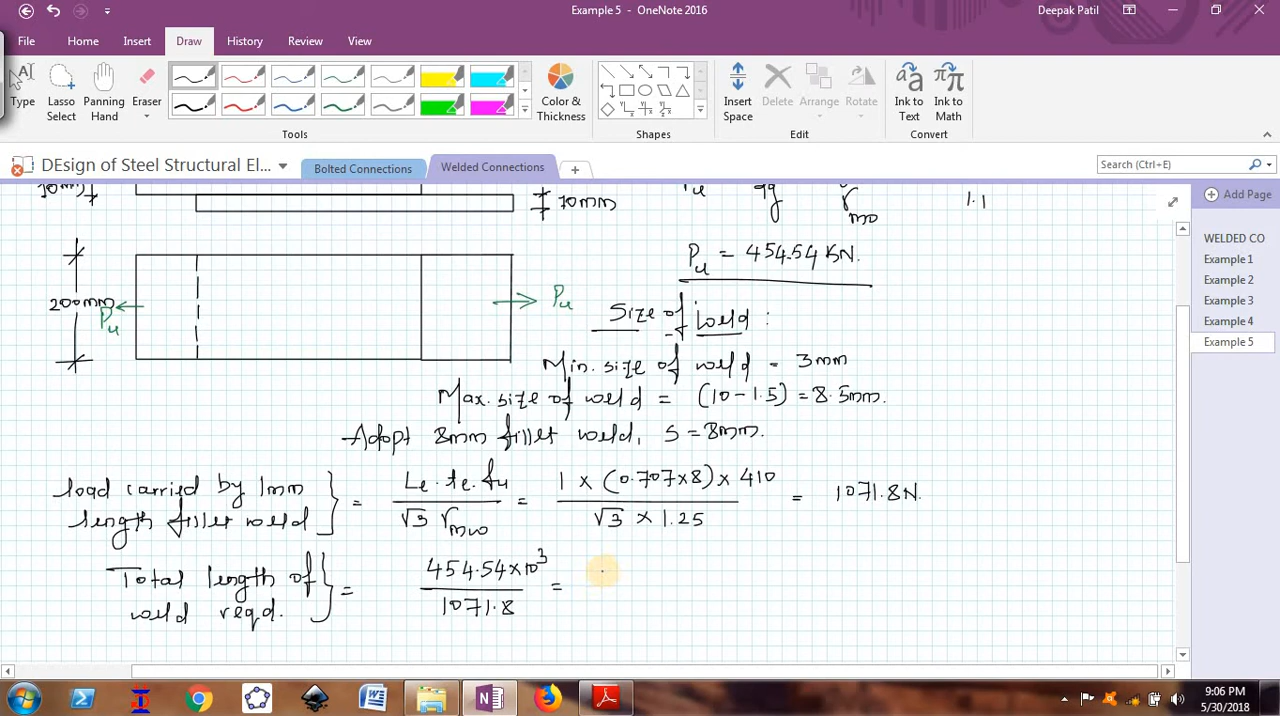 Example 5 - OneNote 2016
Deepak Patil
File Home Insert Draw History Review View
Type
Lasso Select
Panning Hand
Eraser
Color & Thickness
Insert Space
Delete
Arrange
Rotate
Ink to Text
Ink to Math
Tools
Shapes
Edit
Convert
DEsign of Steel Structural El...
Bolted Connections
Welded Connections
Search (Ctrl+E)
Add Page
WELDED CO
Example 1
Example 2
Example 3
Example 4
Example 5
10mm
10mm
Pu Ag γmo 1.1
Pu = 454.54 KN.
200mm
Pu
Pu
Size of Weld :
Min. size of weld = 3mm
Max. size of weld = (10 - 1.5) = 8.5mm.
Adopt 8mm fillet weld, S = 8mm.
load carried by 1mm length fillet weld } = Le. te. fu / √3 γmw = 1 × (0.707×8) × 410 / √3 × 1.25 = 1071.8N.
Total length of weld reqd. } = 454.54×10³ / 1071.8 =
9:06 PM
5/30/2018